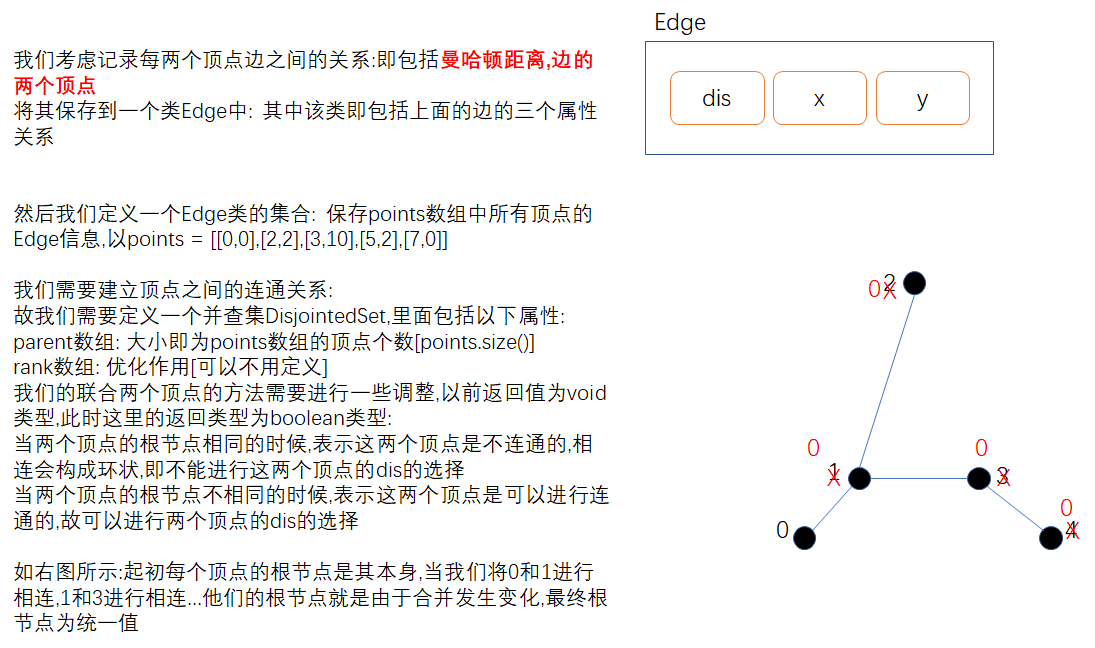 我们考虑记录每两个顶点边之间的关系:即包括曼哈顿距离,边的
两个顶点
将其保存到一个类Edge中: 其中该类即包括上面的边的三个属性
关系
然后我们定义一个Edge类的集合: 保存points数组中所有顶点的
Edge信息,以points = [[0,0],[2,2],[3,10],[5,2],[7,0]]
我们需要建立顶点之间的连通关系:
故我们需要定义一个并查集DisjointedSet,里面包括以下属性:
parent数组: 大小即为points数组的顶点个数[points.size()]
rank数组: 优化作用[可以不用定义]
我们的联合两个顶点的方法需要进行一些调整,以前返回值为void
类型,此时这里的返回类型为boolean类型:
当两个顶点的根节点相同的时候,表示这两个顶点是不连通的,相
连会构成环状,即不能进行这两个顶点的dis的选择
当两个顶点的根节点不相同的时候,表示这两个顶点是可以进行连
通的,故可以进行两个顶点的dis的选择
如右图所示:起初每个顶点的根节点是其本身,当我们将0和1进行
相连,1和3进行相连...他们的根节点就是由于合并发生变化,最终根
节点为统一值
Edge
dis x y
0 2
0
1
0
3
0
4
0